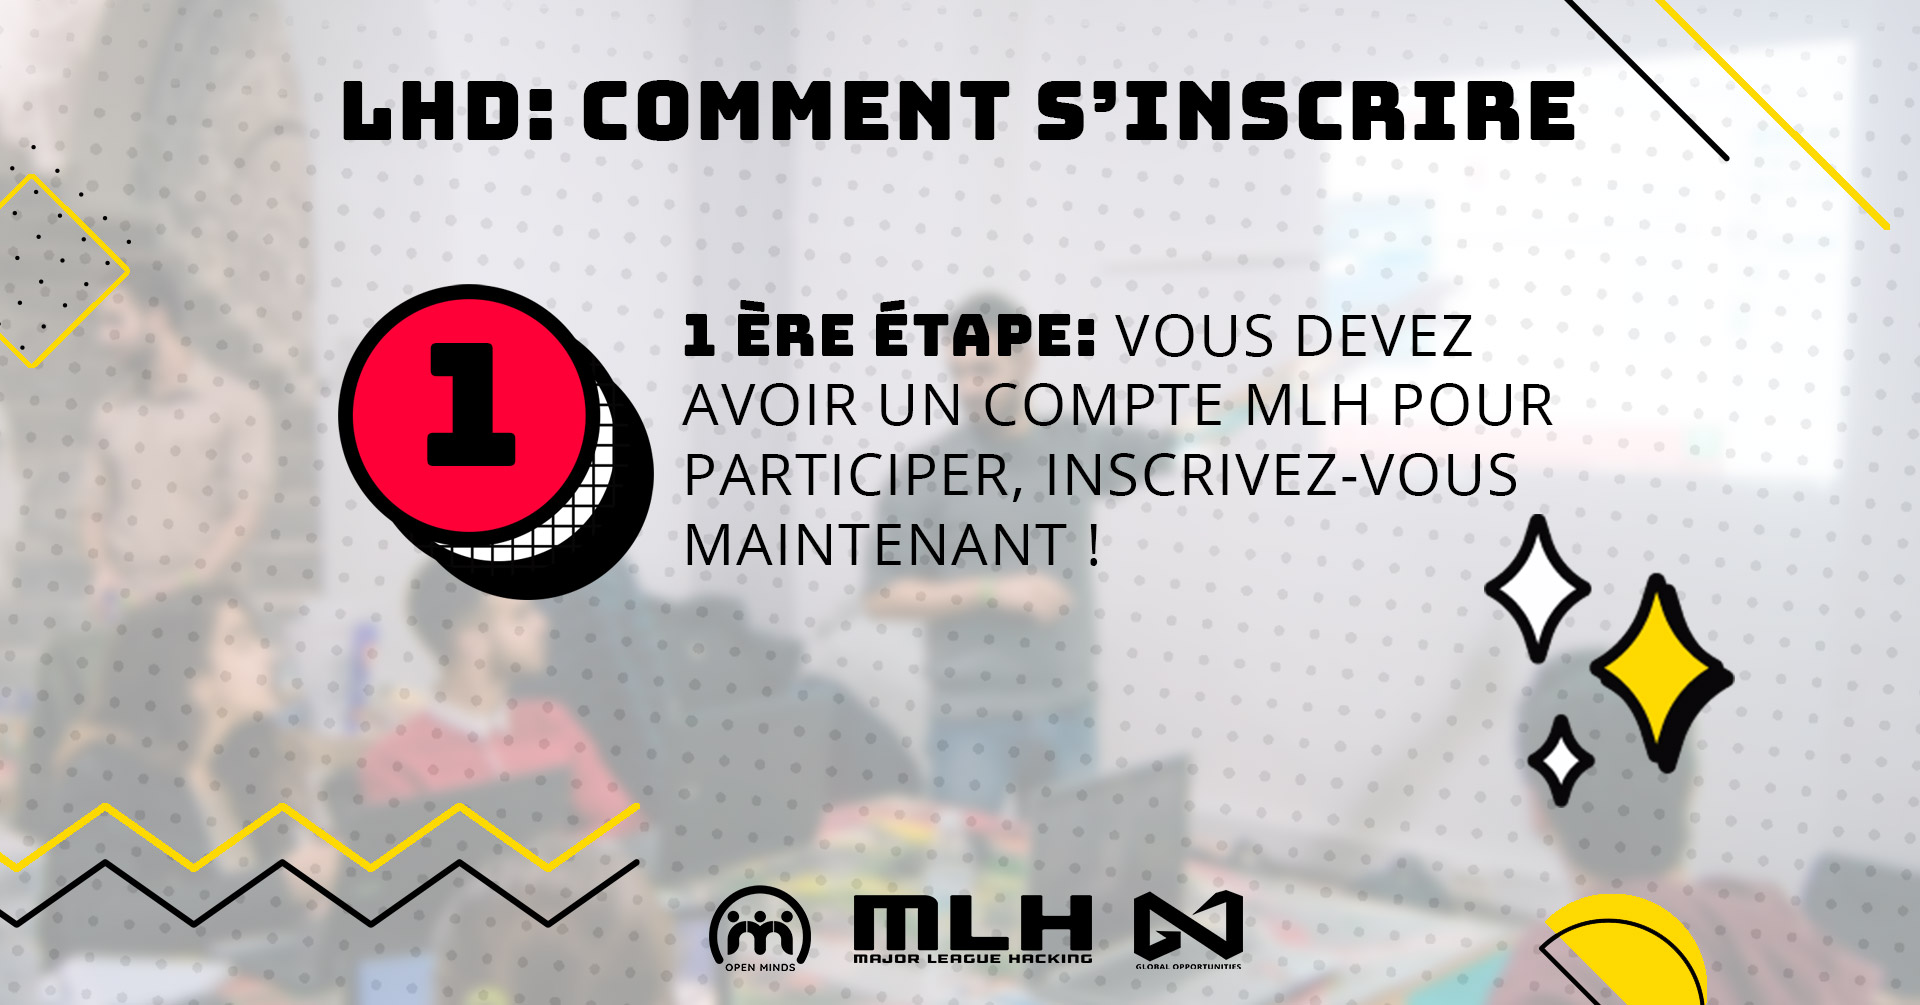 LHD: COMMENT S’INSCRIRE
1
1 ÈRE ÉTAPE: VOUS DEVEZ
AVOIR UN COMPTE MLH POUR
PARTICIPER, INSCRIVEZ-VOUS
MAINTENANT !
OPEN MINDS
MLH
MAJOR LEAGUE HACKING
GLOBAL OPPORTUNITIES